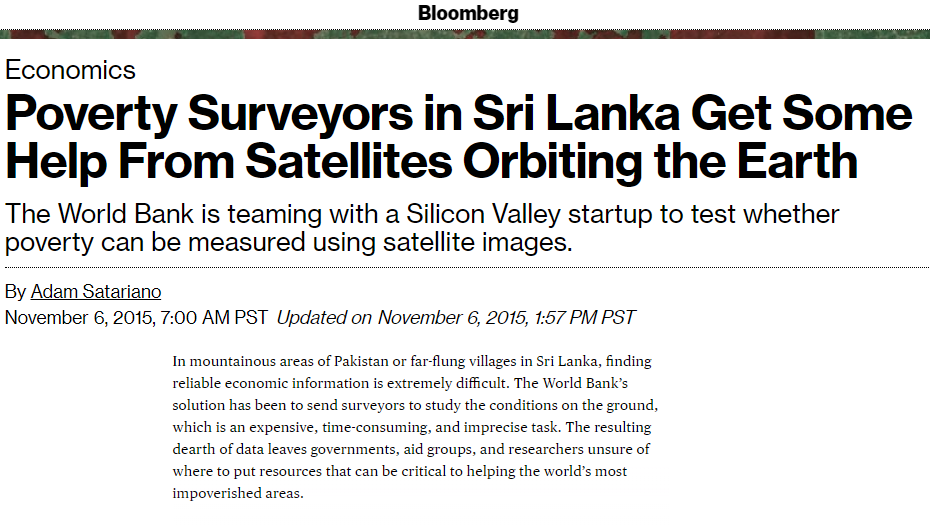 Bloomberg
Economics
Poverty Surveyors in Sri Lanka Get Some
Help From Satellites Orbiting the Earth
The World Bank is teaming with a Silicon Valley startup to test whether
poverty can be measured using satellite images.
By Adam Satariano
November 6, 2015, 7:00 AM PST Updated on November 6, 2015, 1:57 PM PST
In mountainous areas of Pakistan or far-flung villages in Sri Lanka, finding
reliable economic information is extremely difficult. The World Bank’s
solution has been to send surveyors to study the conditions on the ground,
which is an expensive, time-consuming, and imprecise task. The resulting
dearth of data leaves governments, aid groups, and researchers unsure of
where to put resources that can be critical to helping the world’s most
impoverished areas.